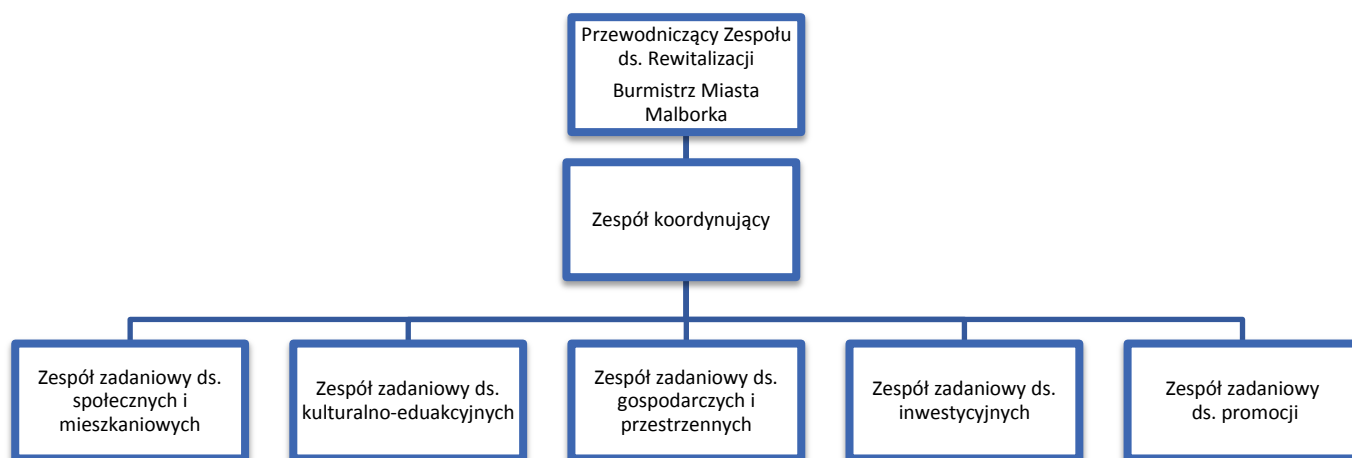 Przewodniczący Zespołu
ds. Rewitalizacji
Burmistrz Miasta
Malborka
Zespół koordynujący
Zespół zadaniowy ds.
społecznych i
mieszkaniowych
Zespół zadaniowy ds.
kulturalno-eduakcyjnych
Zespół zadaniowy ds.
gospodarczych i
przestrzennych
Zespół zadaniowy ds.
inwestycyjnych
Zespół zadaniowy
ds. promocji